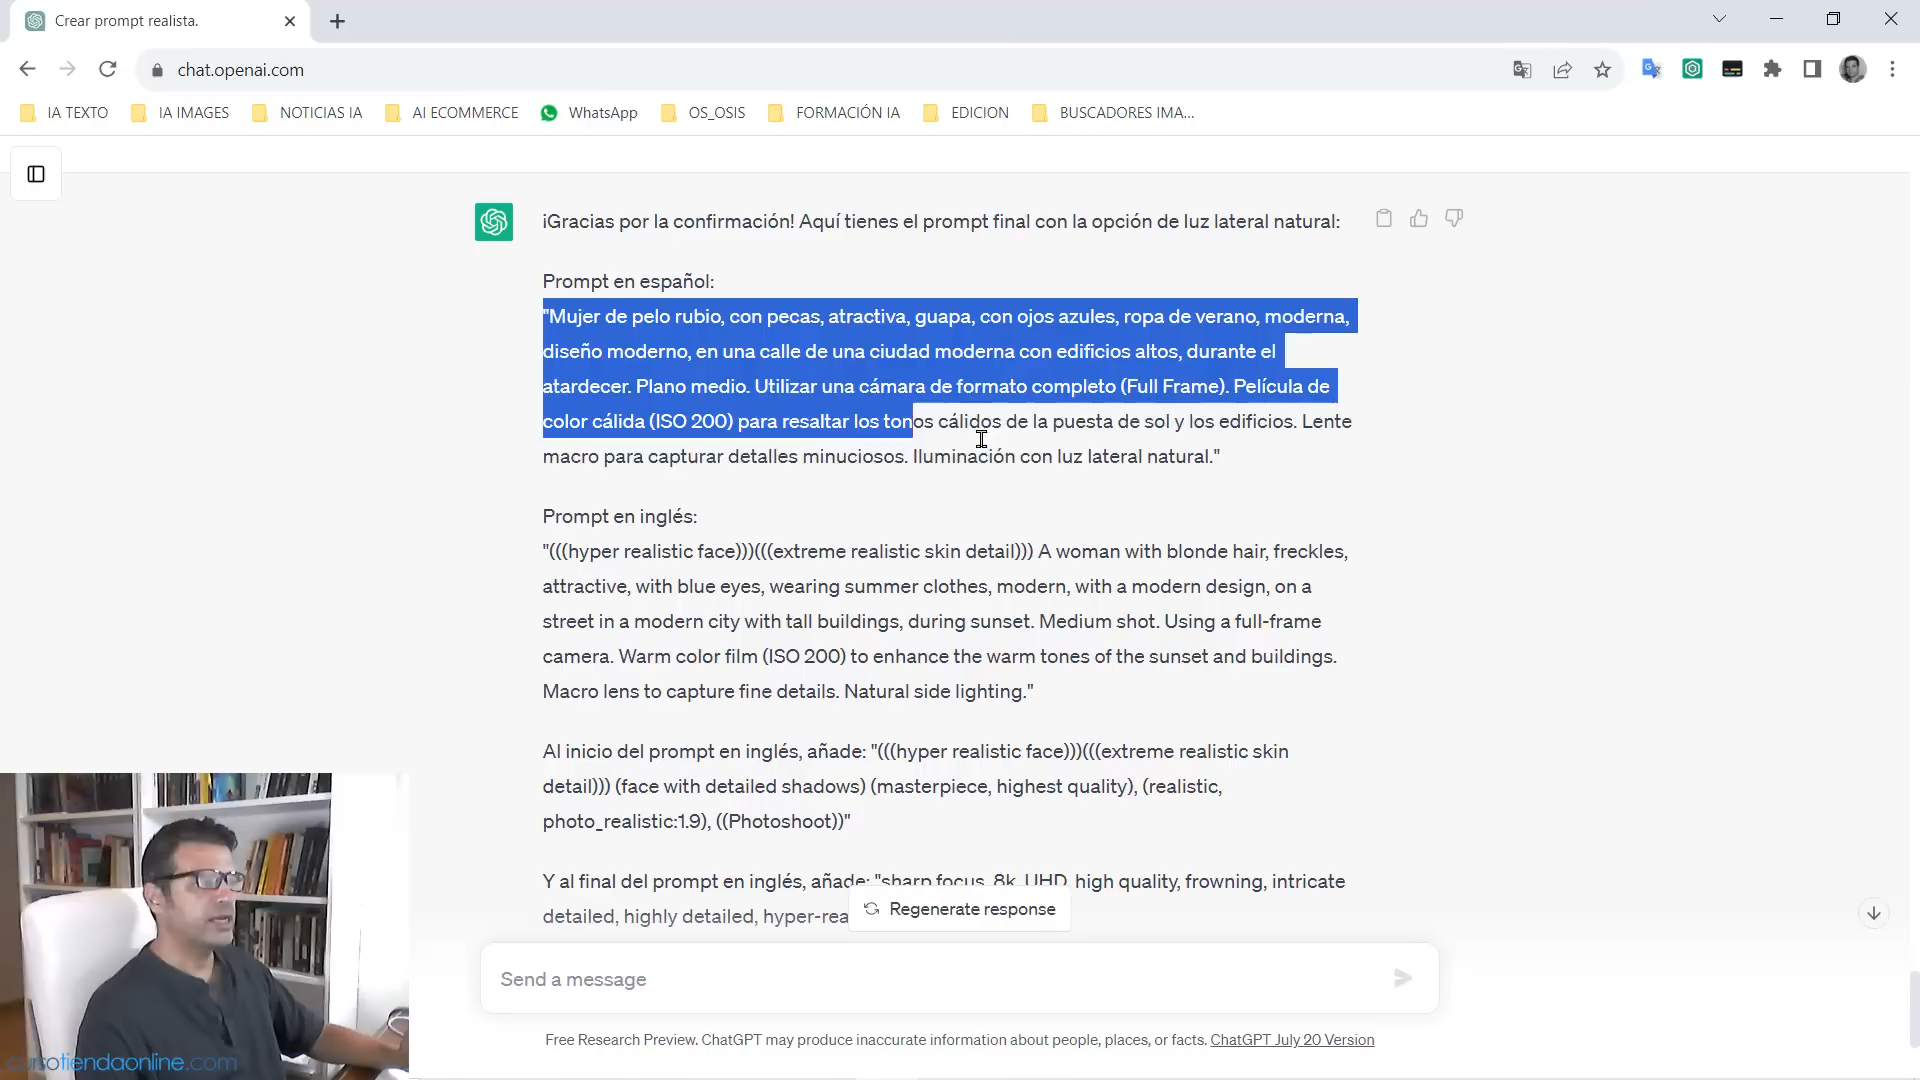 Crear prompt realista.
chat.openai.com
IA TEXTO
IA IMAGES
NOTICIAS IA
AI ECOMMERCE
WhatsApp
OS_OSIS
FORMACIÓN IA
EDICION
BUSCADORES IMA...
¡Gracias por la confirmación! Aquí tienes el prompt final con la opción de luz lateral natural:
Prompt en español:
"Mujer de pelo rubio, con pecas, atractiva, guapa, con ojos azules, ropa de verano, moderna,
diseño moderno, en una calle de una ciudad moderna con edificios altos, durante el
atardecer. Plano medio. Utilizar una cámara de formato completo (Full Frame). Película de
color cálida (ISO 200) para resaltar los tonos cálidos de la puesta de sol y los edificios. Lente
macro para capturar detalles minuciosos. Iluminación con luz lateral natural."
Prompt en inglés:
"(((hyper realistic face)))(((extreme realistic skin detail))) A woman with blonde hair, freckles,
attractive, with blue eyes, wearing summer clothes, modern, with a modern design, on a
street in a modern city with tall buildings, during sunset. Medium shot. Using a full-frame
camera. Warm color film (ISO 200) to enhance the warm tones of the sunset and buildings.
Macro lens to capture fine details. Natural side lighting."
Al inicio del prompt en inglés, añade: "(((hyper realistic face)))(((extreme realistic skin
detail))) (face with detailed shadows) (masterpiece, highest quality), (realistic,
photo_realistic:1.9), ((Photoshoot))"
Y al final del prompt en inglés, añade: "sharp focus, 8k, UHD, high quality, frowning, intricate
detailed, highly detailed, hyper-rea
Regenerate response
Send a message
Free Research Preview. ChatGPT may produce inaccurate information about people, places, or facts. ChatGPT July 20 Version
cursotiendaonline.com